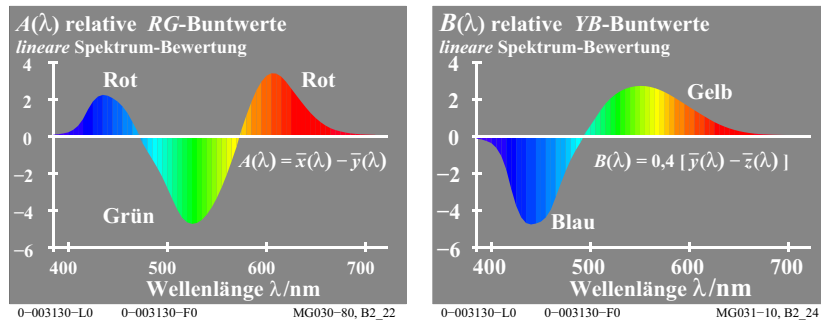 A(λ) relative RG-Buntwerte
lineare Spektrum-Bewertung
4
Rot
Rot
2
0
A(λ) = x̅(λ) − y̅(λ)
−2
−4
Grün
−6
400 500 600 700
Wellenlänge λ/nm
0−003130−L0 0−003130−F0 MG030−80, B2_22
B(λ) relative YB-Buntwerte
lineare Spektrum-Bewertung
4
Gelb
2
0
B(λ) = 0,4 [ y̅(λ) − z̅(λ) ]
−2
−4
Blau
−6
400 500 600 700
Wellenlänge λ/nm
0−003130−L0 0−003130−F0 MG031−10, B2_24